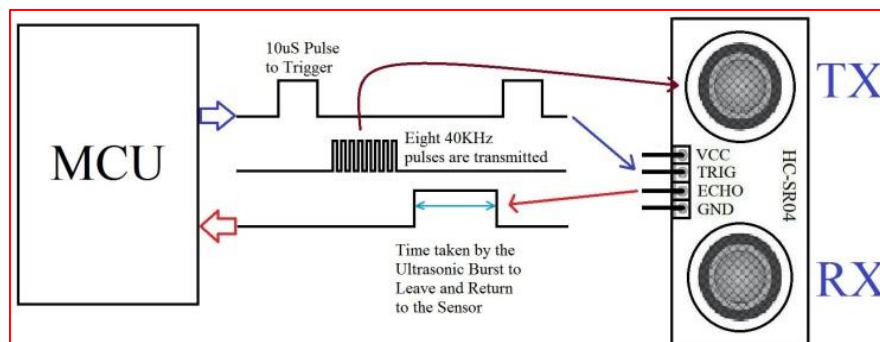 10uS Pulse
to Trigger
TX
MCU
Eight 40KHz
pulses are transmitted
VCC
TRIG
ECHO
GND
HC-SR04
Time taken by the
Ultrasonic Burst to
Leave and Return
to the Sensor
RX